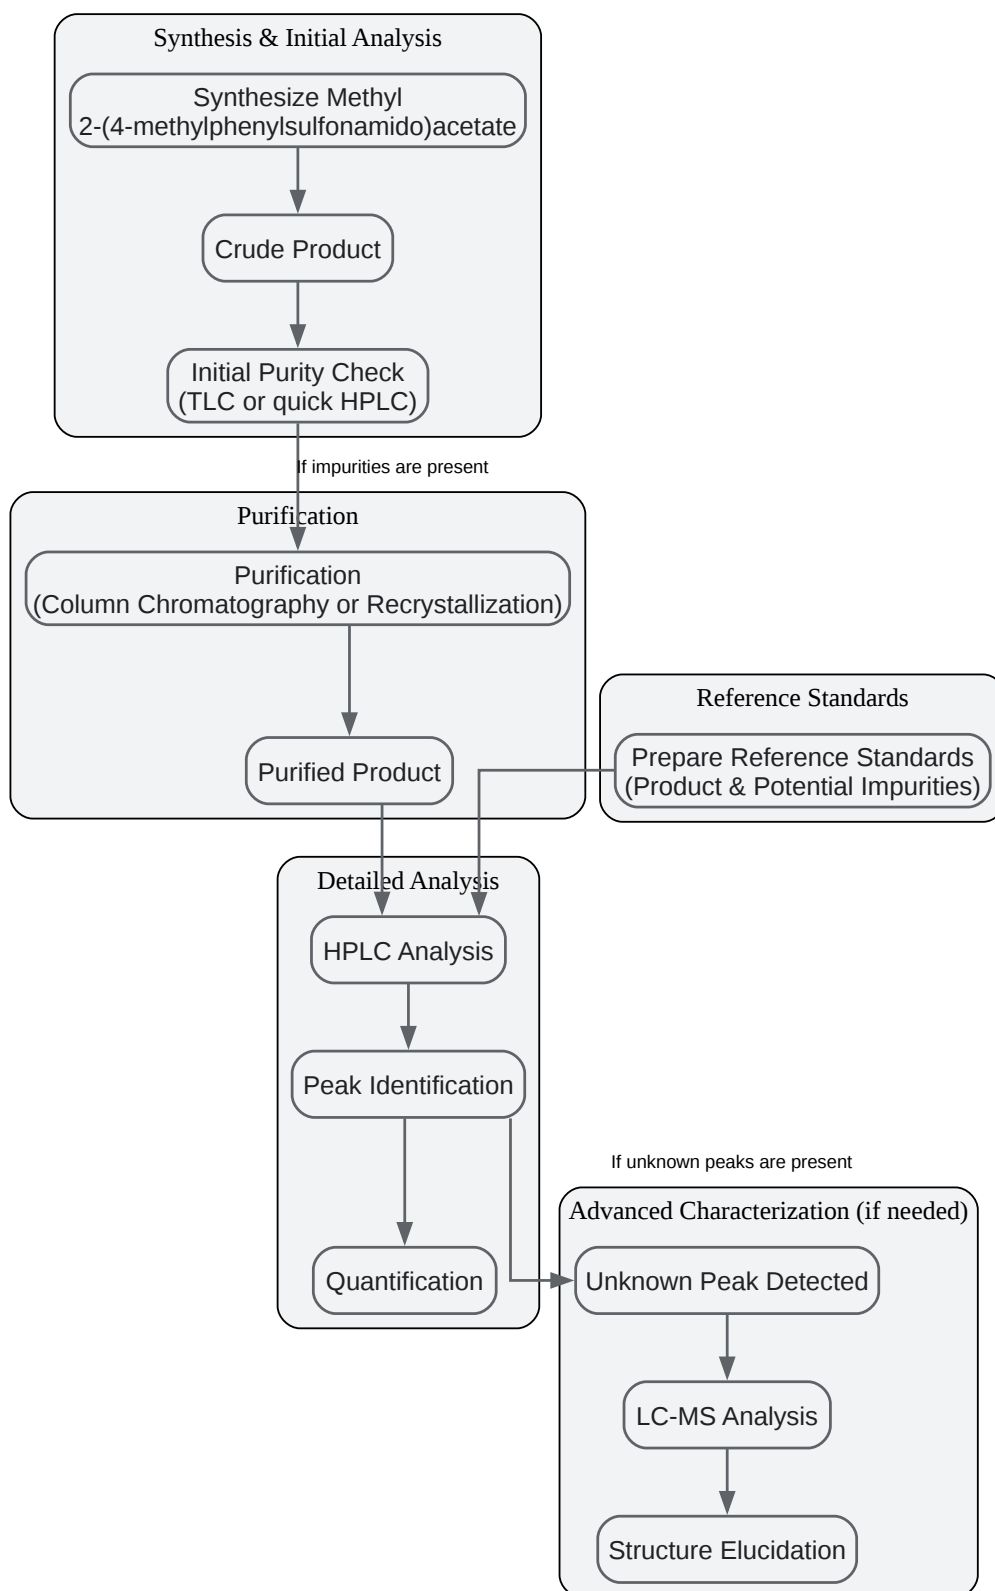 Synthesis & Initial Analysis
Synthesize Methyl
2-(4-methylphenylsulfonamido)acetate
Crude Product
Initial Purity Check
(TLC or quick HPLC)
If impurities are present
Purification
Purification
(Column Chromatography or Recrystallization)
Purified Product
Reference Standards
Prepare Reference Standards
(Product & Potential Impurities)
Detailed Analysis
HPLC Analysis
Peak Identification
Quantification
If unknown peaks are present
Advanced Characterization (if needed)
Unknown Peak Detected
LC-MS Analysis
Structure Elucidation